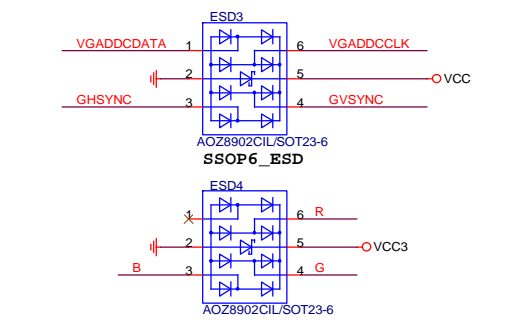 ESD3
VGADDCDATA 1 6 VGADDCCLK
2 5 VCC
GHSYNC 3 4 GVSYNC
AOZ8902CIL/SOT23-6
SSOP6_ESD
ESD4
1 6 R
2 5 VCC3
B 3 4 G
AOZ8902CIL/SOT23-6